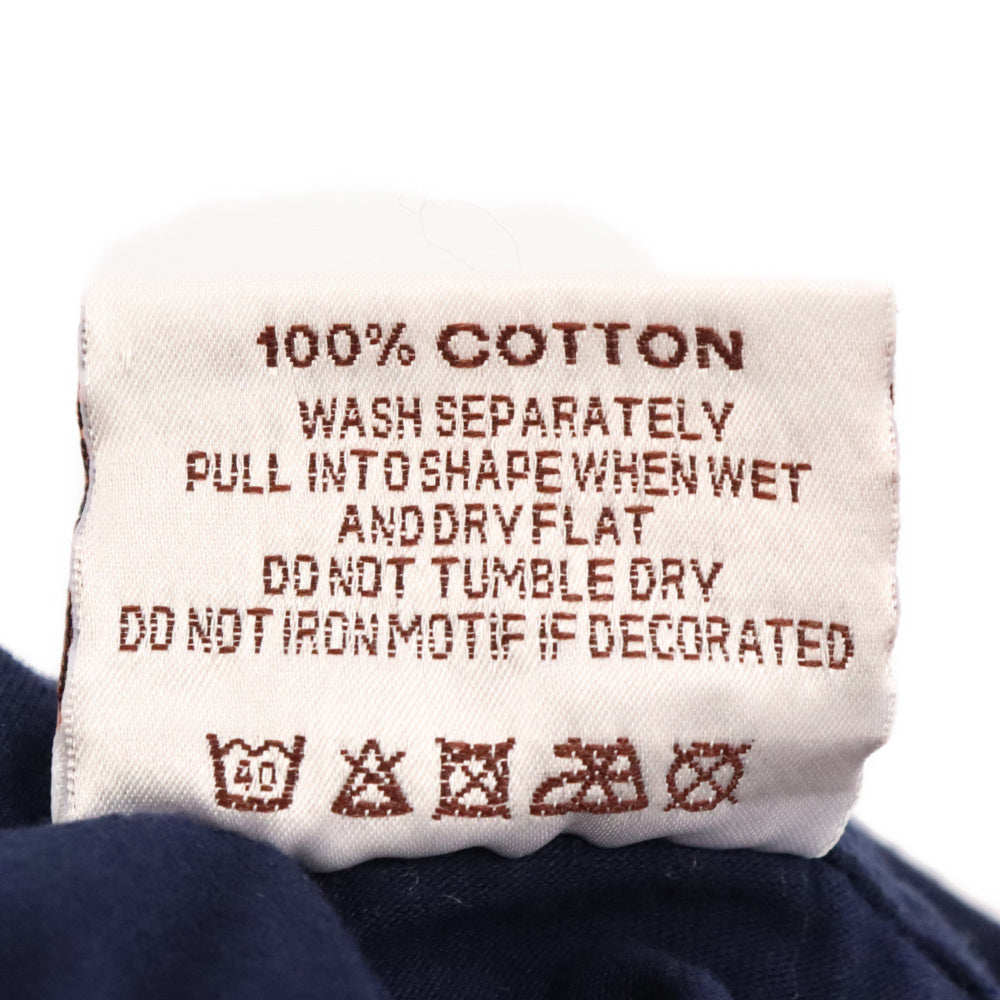 100% COTTON
WASH SEPARATELY
PULL INTO SHAPE WHEN WET
AND DRY FLAT
DO NOT TUMBLE DRY
DO NOT IRON MOTIF IF DECORATED
40